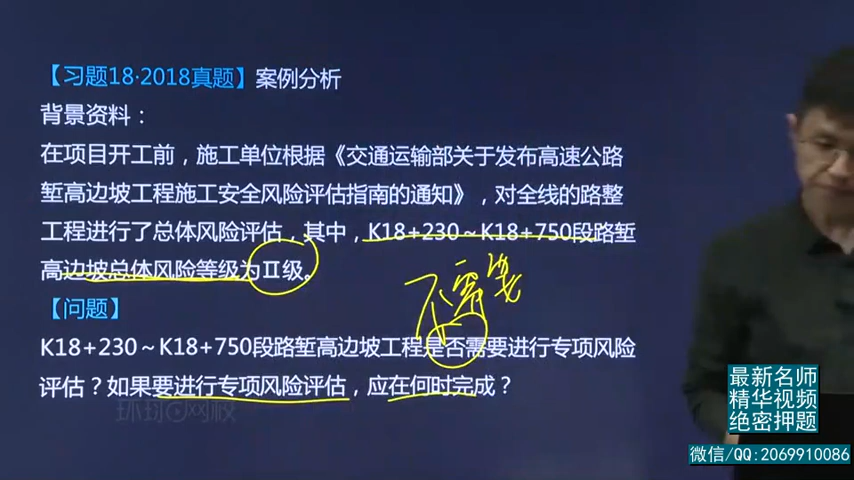 【习题18·2018真题】案例分析
背景资料：
在项目开工前，施工单位根据《交通运输部关于发布高速公路
堑高边坡工程施工安全风险评估指南的通知》，对全线的路整
工程进行了总体风险评估，其中，K18+230～K18+750段路堑
高边坡总体风险等级为Ⅱ级。
不需要
【问题】
K18+230～K18+750段路堑高边坡工程是否需要进行专项风险
评估？如果要进行专项风险评估，应在何时完成？
环球网校
最新名师
精华视频
绝密押题
微信/QQ:2069910086